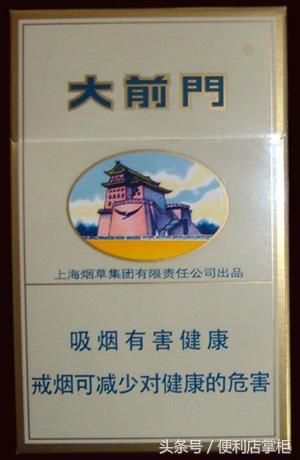 大前門
上海烟草集团有限责任公司出品
吸烟有害健康
戒烟可减少对健康的危害
头条号／便利店掌柜